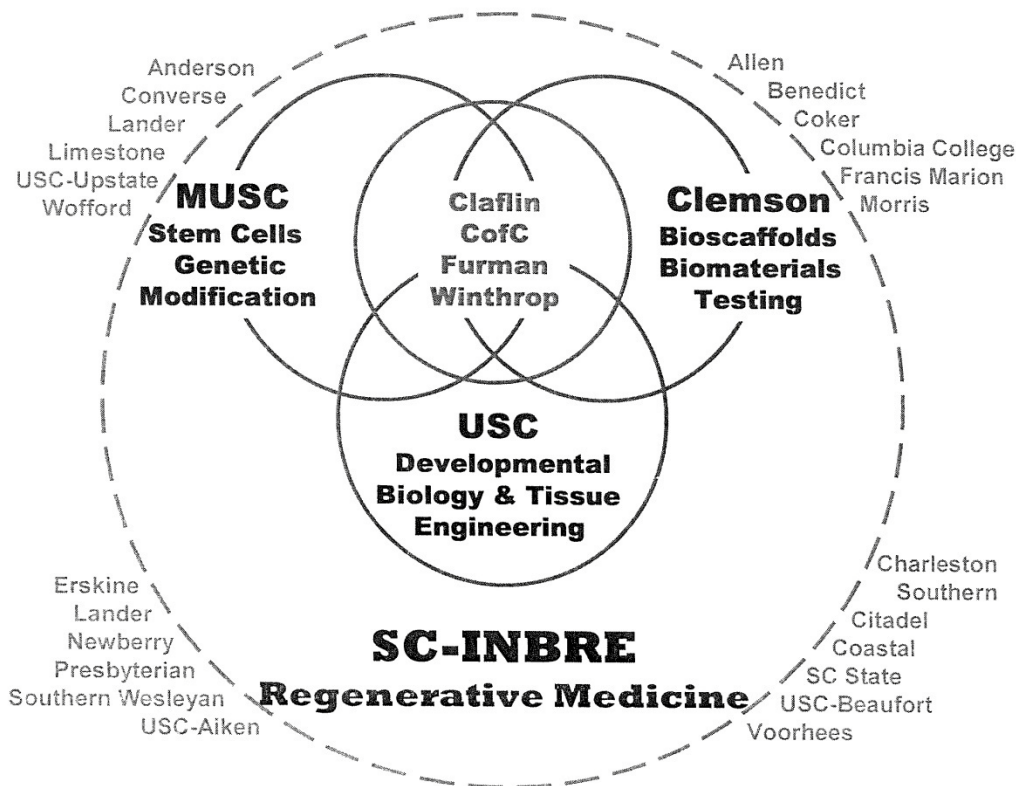 Anderson
Converse
Lander
Limestone
USC-Upstate
Wofford
Allen
Benedict
Coker
Columbia College
Francis Marion
Morris
MUSC
Stem Cells
Genetic
Modification
Claflin
CofC
Furman
Winthrop
Clemson
Bioscaffolds
Biomaterials
Testing
USC
Developmental
Biology & Tissue
Engineering
Erskine
Lander
Newberry
Presbyterian
Southern Wesleyan
USC-Aiken
Charleston
Southern
Citadel
Coastal
SC State
USC-Beaufort
Voorhees
SC-INBRE
Regenerative Medicine